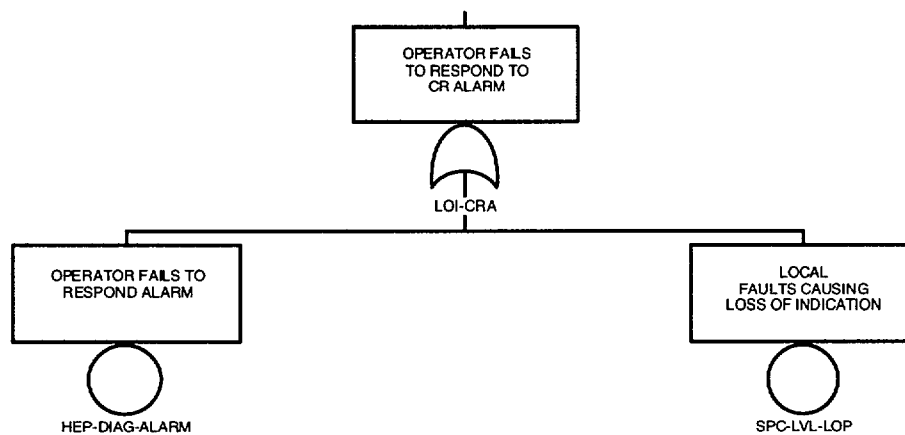 OPERATOR FAILS
TO RESPOND TO
CR ALARM
LOI-CRA
OPERATOR FAILS TO
RESPOND ALARM
LOCAL
FAULTS CAUSING
LOSS OF INDICATION
HEP-DIAG-ALARM
SPC-LVL-LOP